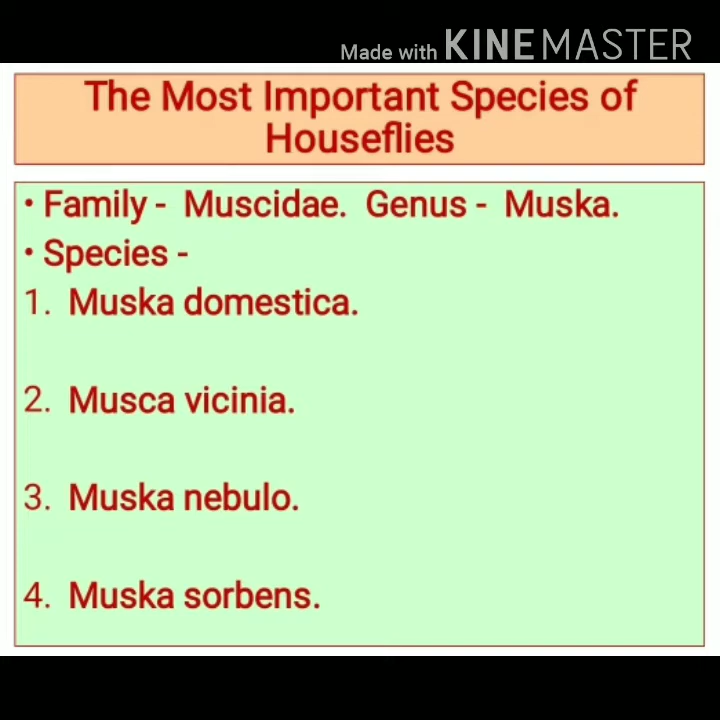 Made with KINEMASTER
The Most Important Species of
Houseflies
• Family - Muscidae. Genus - Muska.
• Species -
1. Muska domestica.
2. Musca vicinia.
3. Muska nebulo.
4. Muska sorbens.